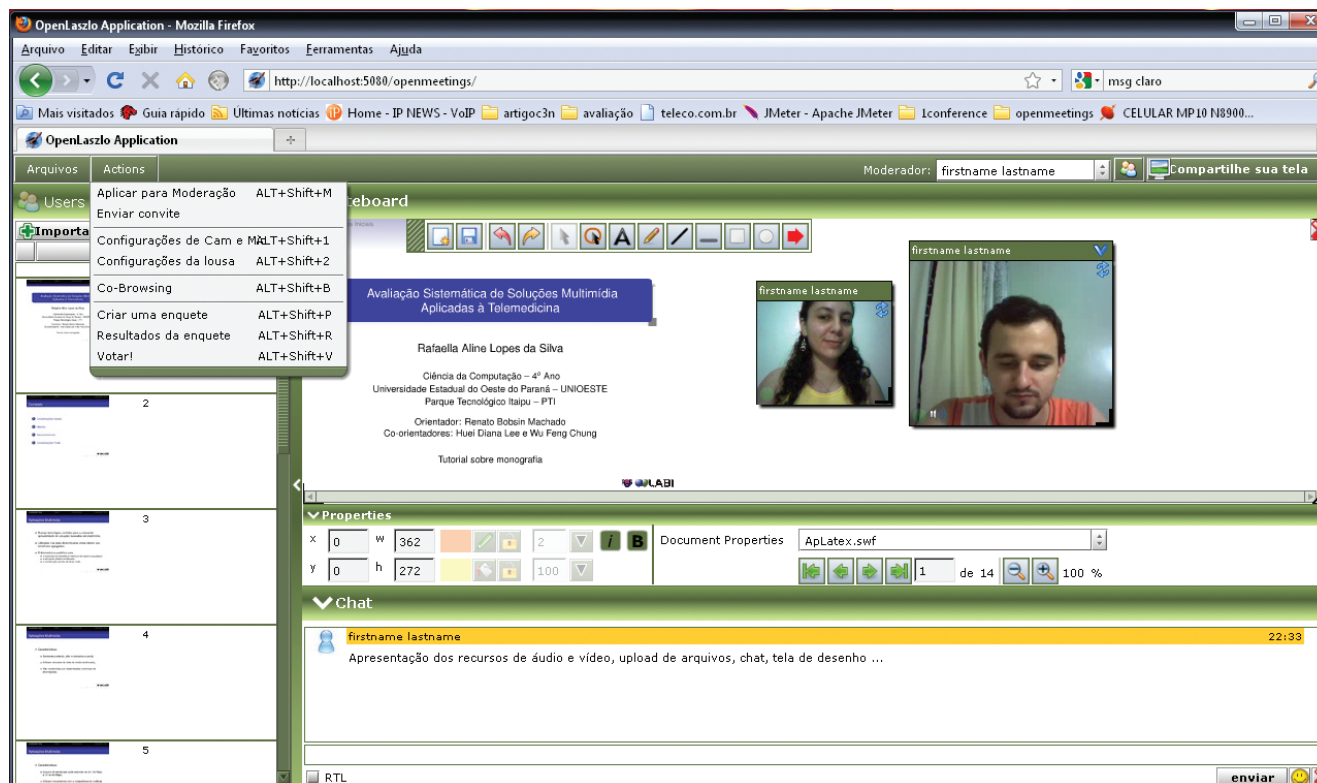 OpenLaszlo Application - Mozilla Firefox
Arquivo Editar Exibir Histórico Favoritos Ferramentas Ajuda
http://localhost:5080/openmeetings/ msg claro
Mais visitados Guia rápido Últimas notícias Home - IP NEWS - VoIP artigoc3n avaliação teleco.com.br JMeter - Apache JMeter 1conference openmeetings CELULAR MP10 N8900...
OpenLaszlo Application
Arquivos Actions Moderador: firstname lastname Compartilhe sua tela
Users eboard
Importa
Aplicar para Moderação ALT+Shift+M
Enviar convite
Configurações de Cam e Mic ALT+Shift+1
Configurações da lousa ALT+Shift+2
Co-Browsing ALT+Shift+B
Criar uma enquete ALT+Shift+P
Resultados da enquete ALT+Shift+R
Votar! ALT+Shift+V
firstname lastname
firstname lastname
Avaliação Sistemática de Soluções Multimídia
Aplicadas à Telemedicina
Rafaella Aline Lopes da Silva
Ciência da Computação – 4º Ano
Universidade Estadual do Oeste do Paraná – UNIOESTE
Parque Tecnológico Itaipu – PTI
Orientador: Renato Bobsin Machado
Co-orientadores: Huei Diana Lee e Wu Feng Chung
Tutorial sobre monografia
LABI
2
3
4
5
Properties
x 0 w 362 2 i B Document Properties ApLatex.swf
y 0 h 272 100 1 de 14 100 %
Chat
firstname lastname 22:33
Apresentação dos recursos de áudio e vídeo, upload de arquivos, chat, tela de desenho ...
RTL enviar